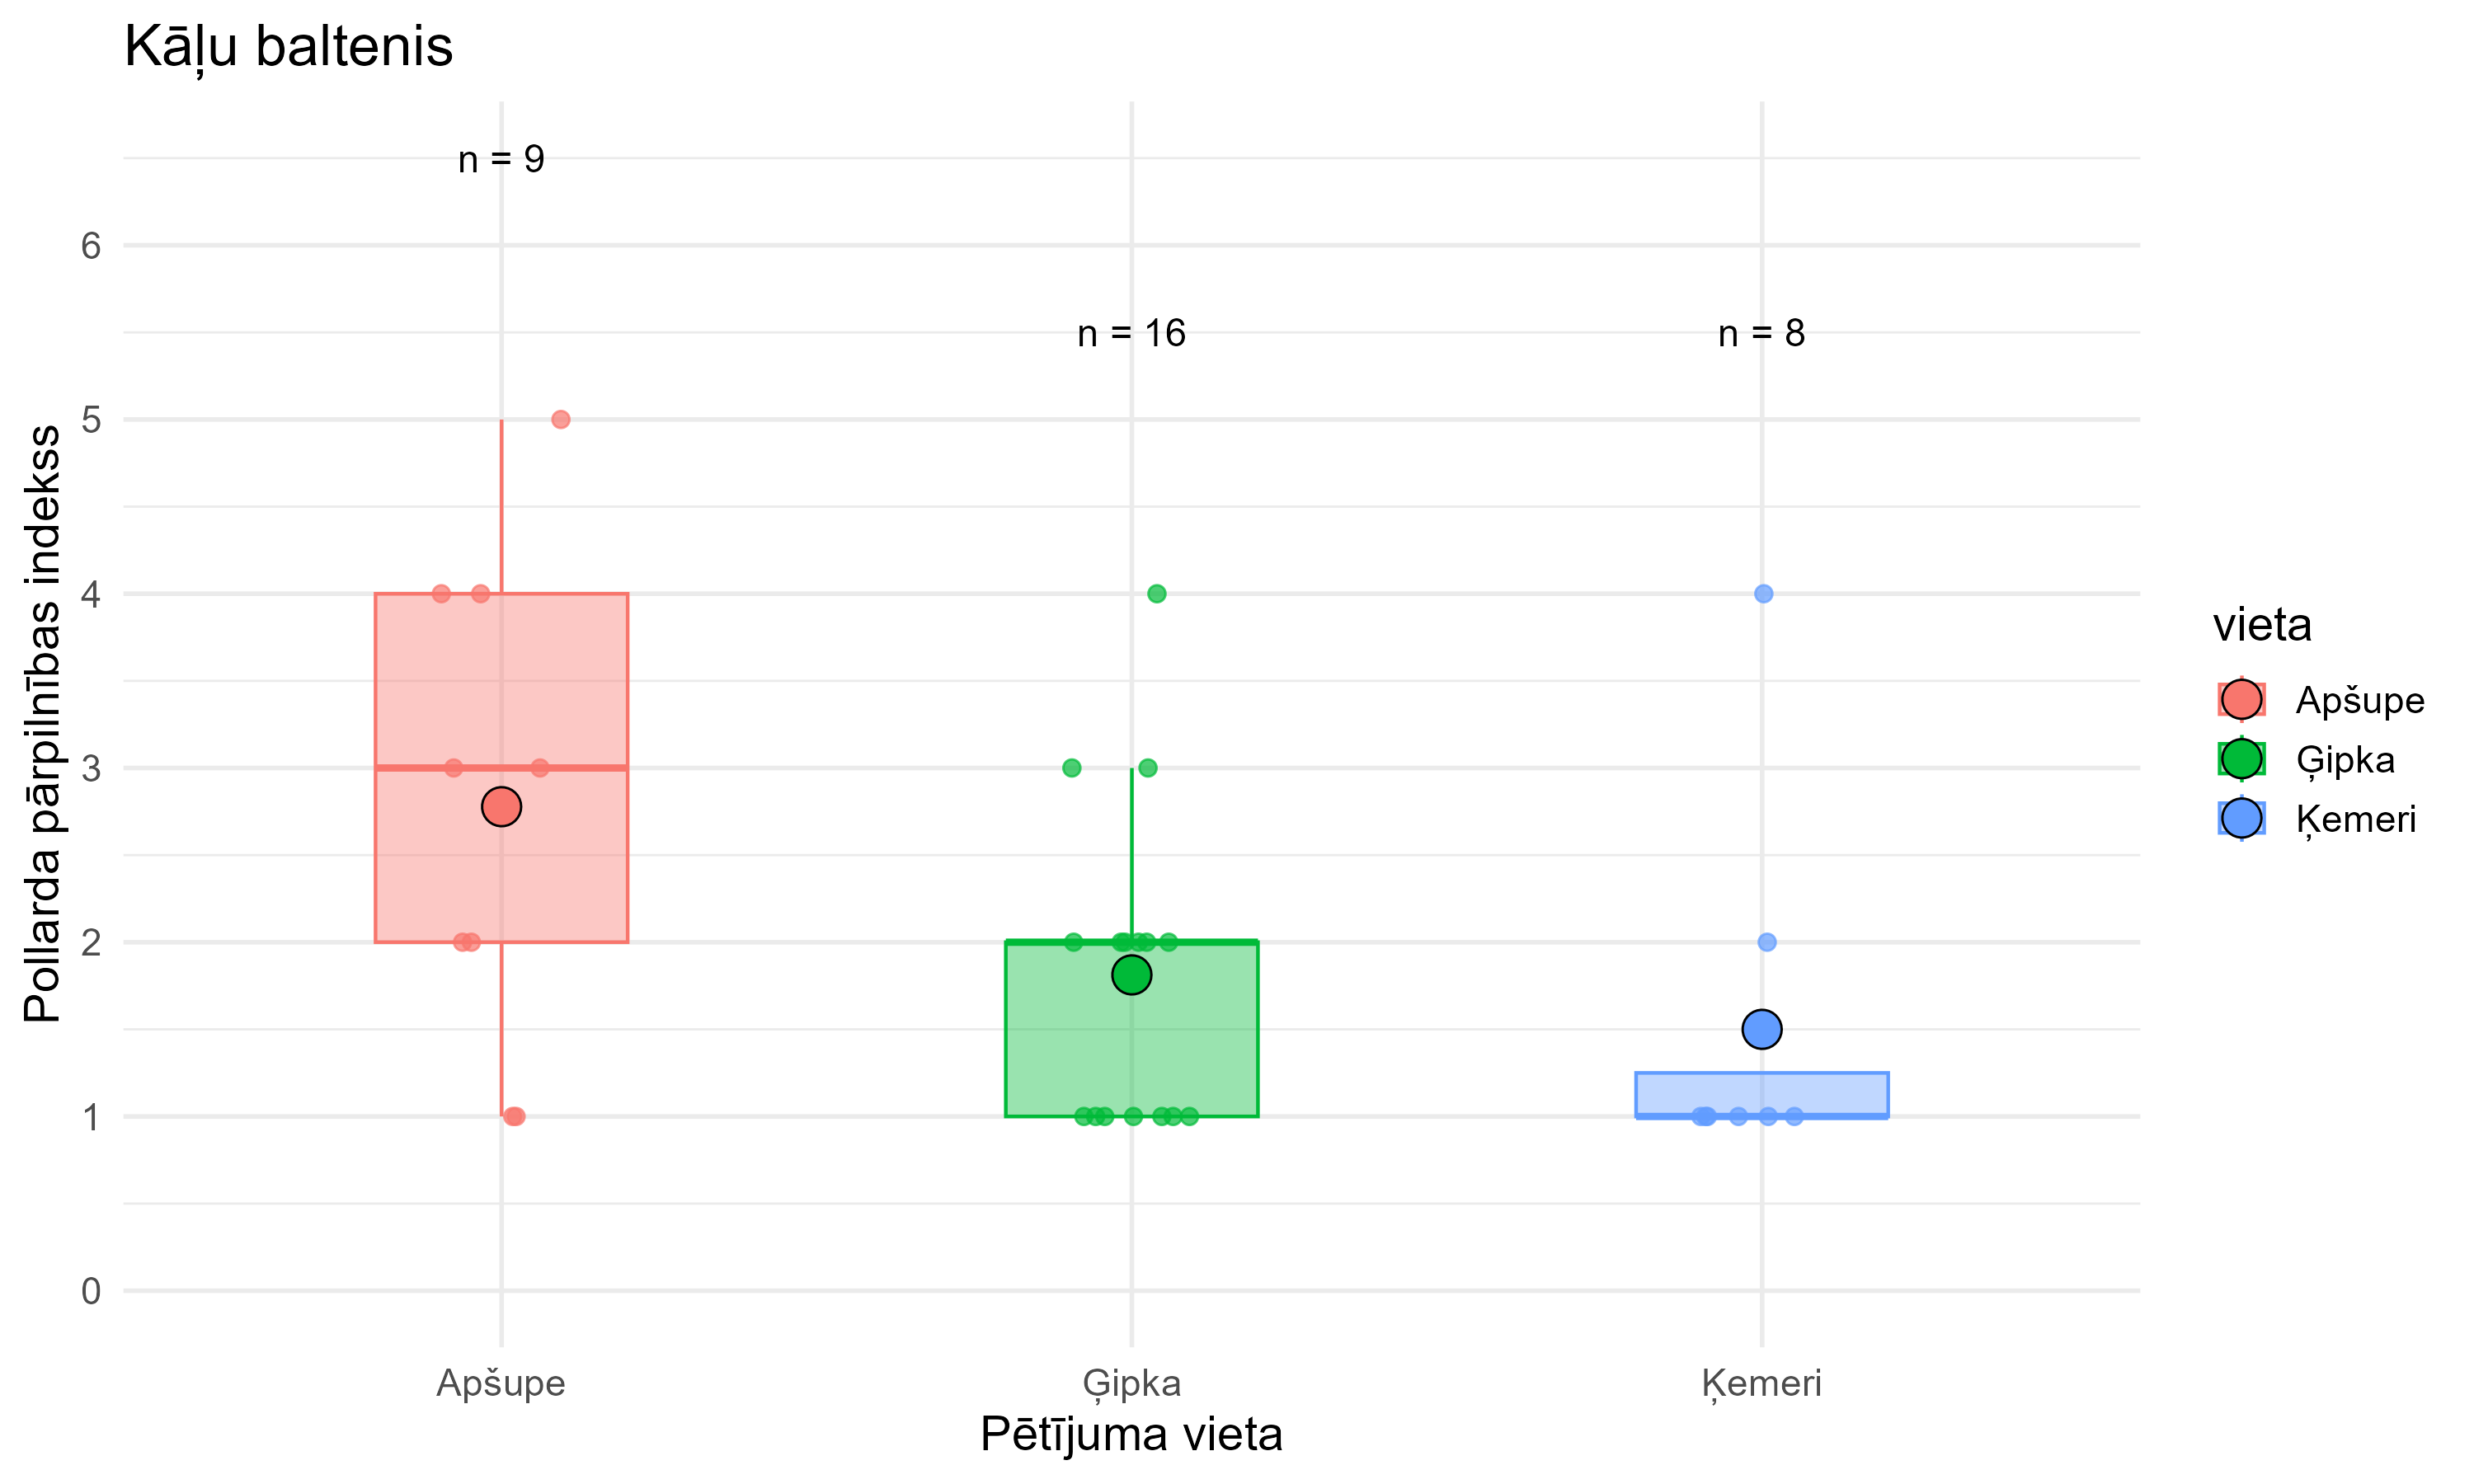 Kāļu baltenis
Pollarda pārpilnības indekss
6
5
4
3
2
1
0
n = 9
n = 16
n = 8
Apšupe
Ģipka
Ķemeri
Pētījuma vieta
vieta
Apšupe
Ģipka
Ķemeri